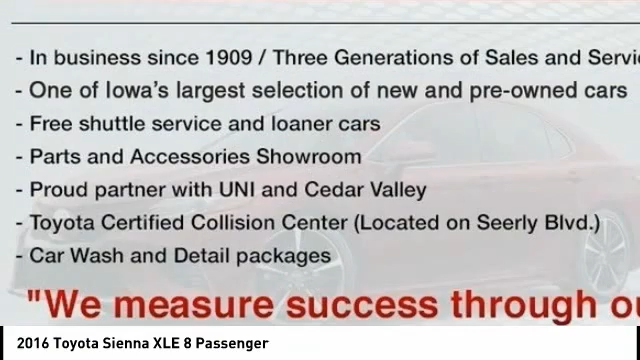 - In business since 1909 / Three Generations of Sales and
- One of Iowa's largest selection of new and pre-owned cars
- Free shuttle service and loaner cars
- Parts and Accessories Showroom
- Proud partner with UNI and Cedar Valley
- Toyota Certified Collision Center (Located on Seerly Blvd.)
- Car Wash and Detail packages
"We measure success through
2016 Toyota Sienna XLE 8 Passenger